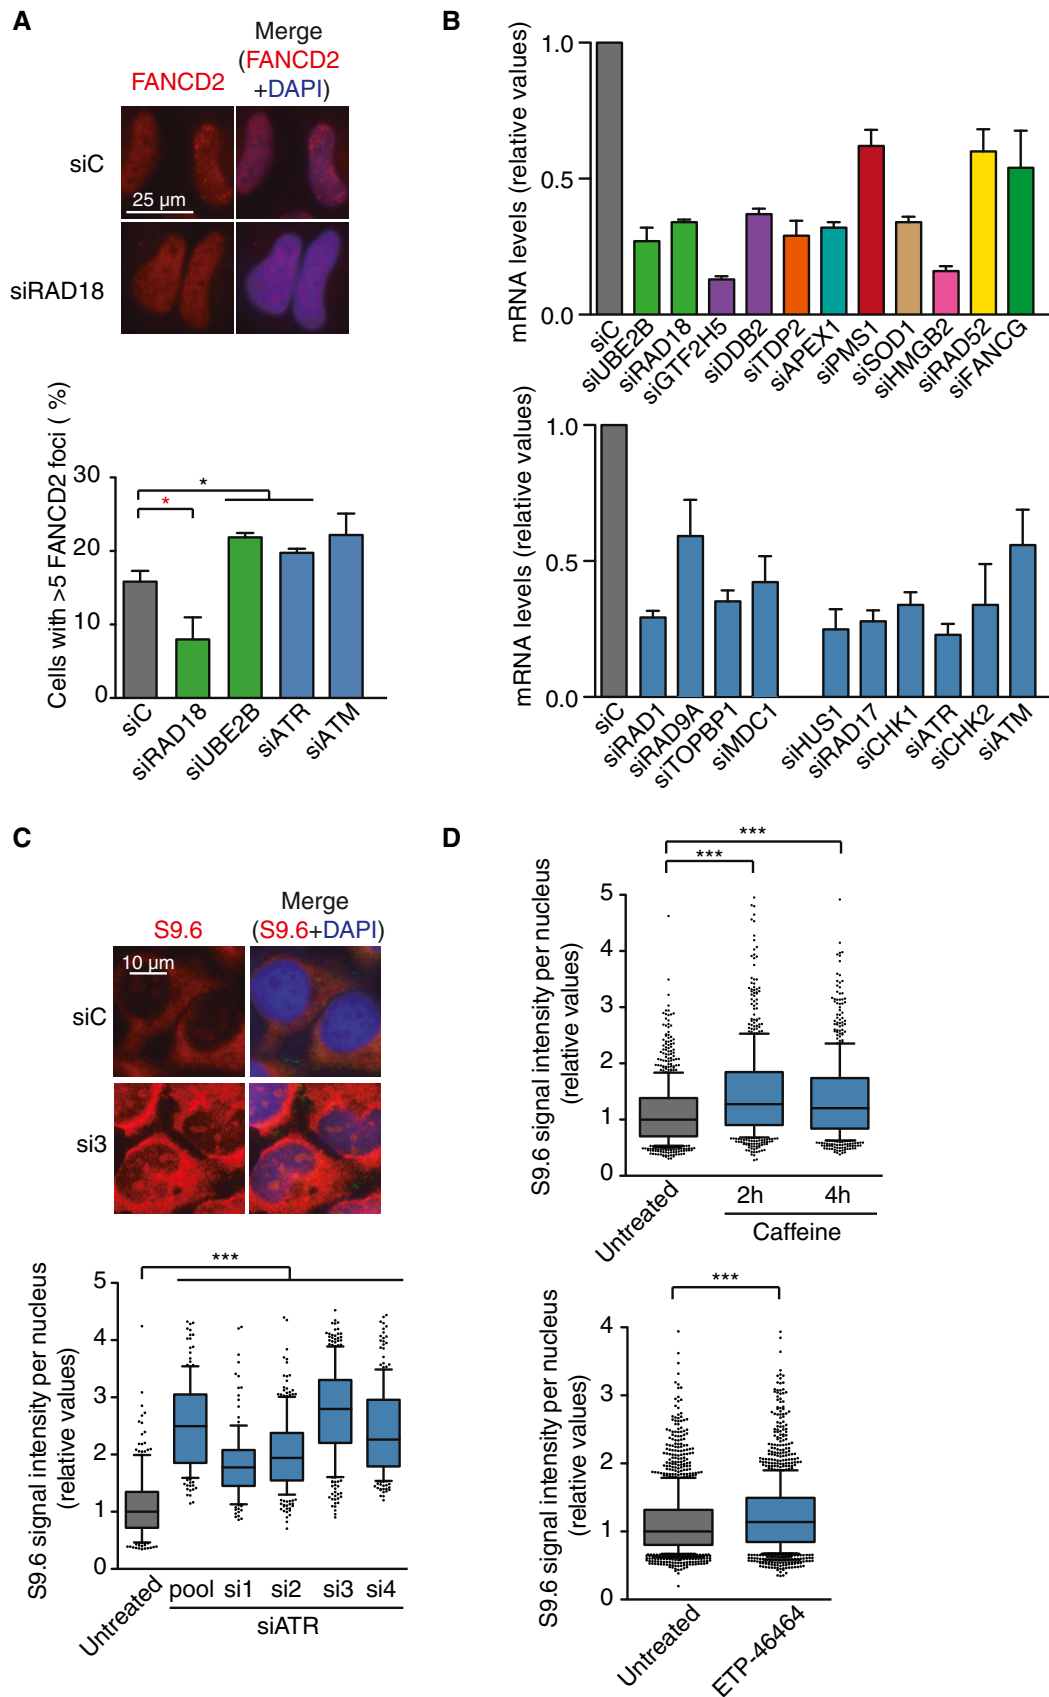 A
Merge
(FANCD2
+DAPI)
FANCD2
siC
25 µm
siRAD18
Cells with >5 FANCD2 foci ( %)
30
20
10
0
*
*
siC
siRAD18
siUBE2B
siATR
siATM
B
mRNA levels (relative values)
1.0
0.5
0.0
siC
siUBE2B
siRAD18
siGTF2H5
siDDB2
siTDP2
siAPEX1
siPMS1
siSOD1
siHMGB2
siRAD52
siFANCG
mRNA levels (relative values)
1.0
0.5
0.0
siC
siRAD1
siRAD9A
siTOPBP1
siMDC1
siHUS1
siRAD17
siCHK1
siATR
siCHK2
siATM
C
Merge
S9.6
(S9.6+DAPI)
10 µm
siC
si3
S9.6 signal intensity per nucleus
(relative values)
5
4
3
2
1
0
***
Untreated
pool si1 si2 si3 si4
siATR
D
***
***
S9.6 signal intensity per nucleus
(relative values)
5
4
3
2
1
0
Untreated
2h 4h
Caffeine
***
S9.6 signal intensity per nucleus
(relative values)
4
3
2
1
0
Untreated
ETP-46464